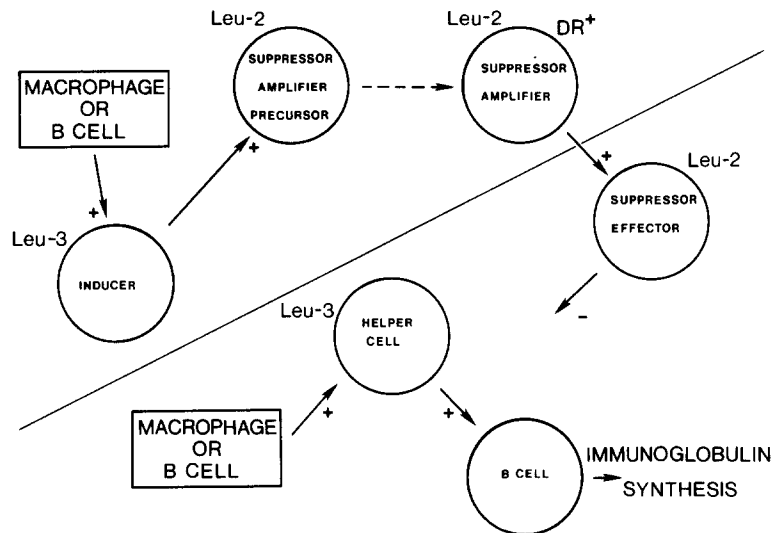 Leu-2
SUPPRESSOR
AMPLIFIER
PRECURSOR
+
Leu-2
DR+
SUPPRESSOR
AMPLIFIER
+
MACROPHAGE
OR
B CELL
+
Leu-3
INDUCER
Leu-2
SUPPRESSOR
EFFECTOR
-
Leu-3
HELPER
CELL
MACROPHAGE
OR
B CELL
+
+
B CELL
IMMUNOGLOBULIN
SYNTHESIS